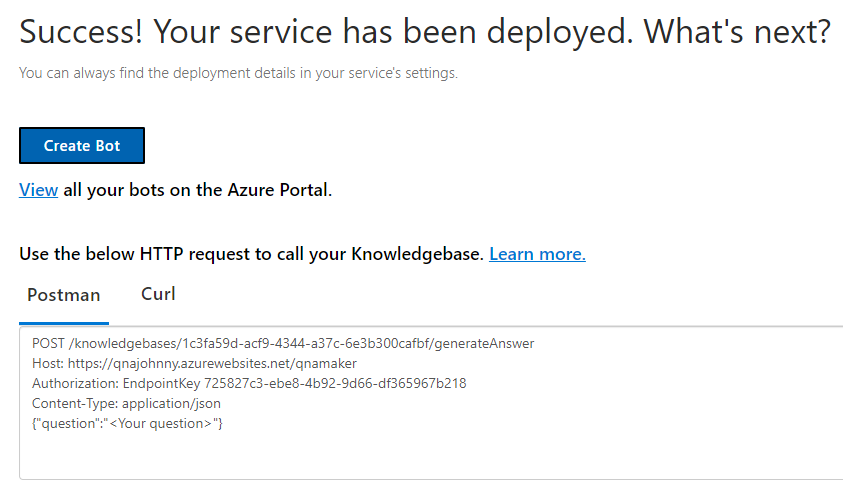 Success! Your service has been deployed. What's next?
You can always find the deployment details in your service's settings.
Create Bot
View all your bots on the Azure Portal.
Use the below HTTP request to call your Knowledgebase. Learn more.
Postman Curl
POST /knowledgebases/1c3fa59d-acf9-4344-a37c-6e3b300cafbf/generateAnswer
Host: https://qnajohnny.azurewebsites.net/qnamaker
Authorization: EndpointKey 725827c3-ebe8-4b92-9d66-df365967b218
Content-Type: application/json
{"question":"<Your question>"}